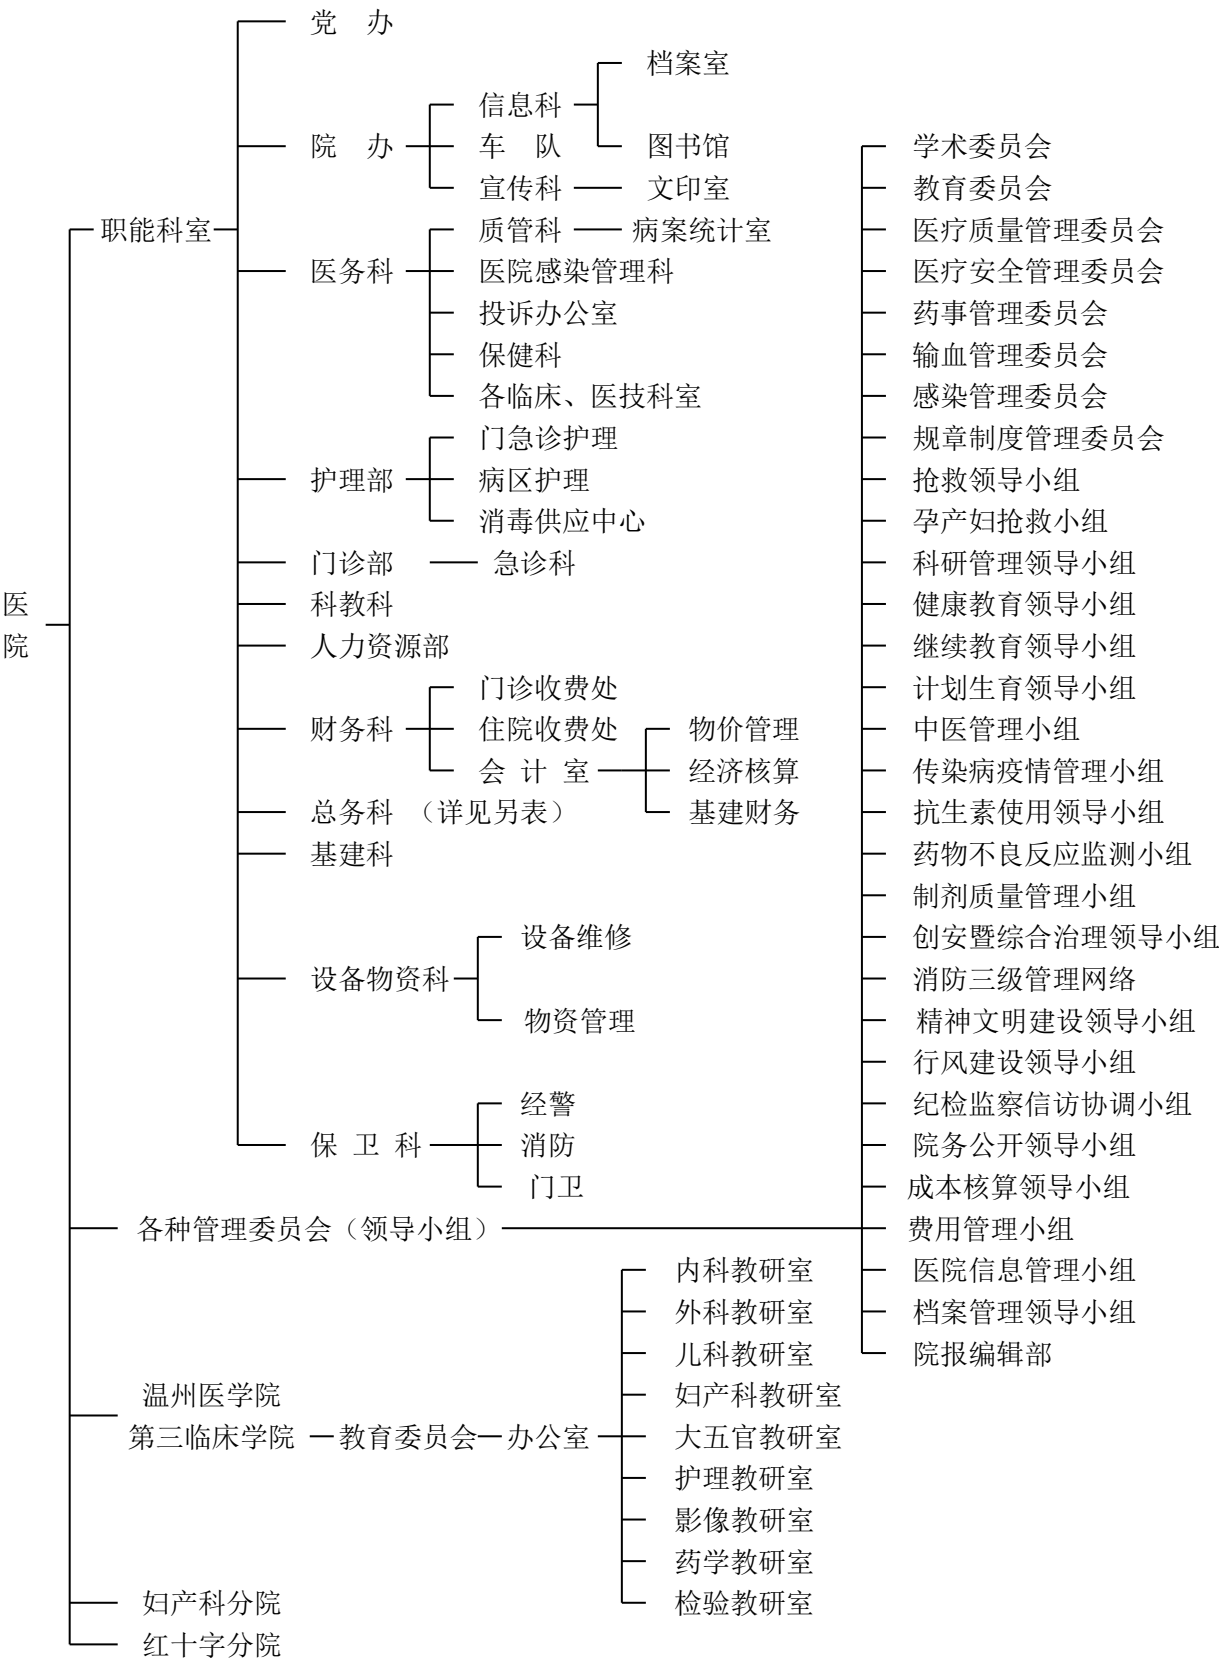 党　办
档案室
信息科
院　办
车　队
图书馆
学术委员会
宣传科
文印室
教育委员会
职能科室
质管科
病案统计室
医疗质量管理委员会
医务科
医院感染管理科
医疗安全管理委员会
投诉办公室
药事管理委员会
保健科
输血管理委员会
各临床、医技科室
感染管理委员会
门急诊护理
规章制度管理委员会
护理部
病区护理
抢救领导小组
消毒供应中心
孕产妇抢救小组
门诊部
急诊科
科研管理领导小组
医
院
科教科
健康教育领导小组
人力资源部
继续教育领导小组
门诊收费处
计划生育领导小组
财务科
住院收费处
物价管理
中医管理小组
会 计 室
经济核算
传染病疫情管理小组
总务科 （详见另表）
基建财务
抗生素使用领导小组
基建科
药物不良反应监测小组
制剂质量管理小组
设备维修
创安暨综合治理领导小组
设备物资科
消防三级管理网络
物资管理
精神文明建设领导小组
行风建设领导小组
经警
纪检监察信访协调小组
保 卫 科
消防
院务公开领导小组
门卫
成本核算领导小组
各种管理委员会（领导小组）
费用管理小组
内科教研室
医院信息管理小组
外科教研室
档案管理领导小组
儿科教研室
院报编辑部
温州医学院
第三临床学院
教育委员会
办公室
妇产科教研室
大五官教研室
护理教研室
影像教研室
药学教研室
妇产科分院
检验教研室
红十字分院